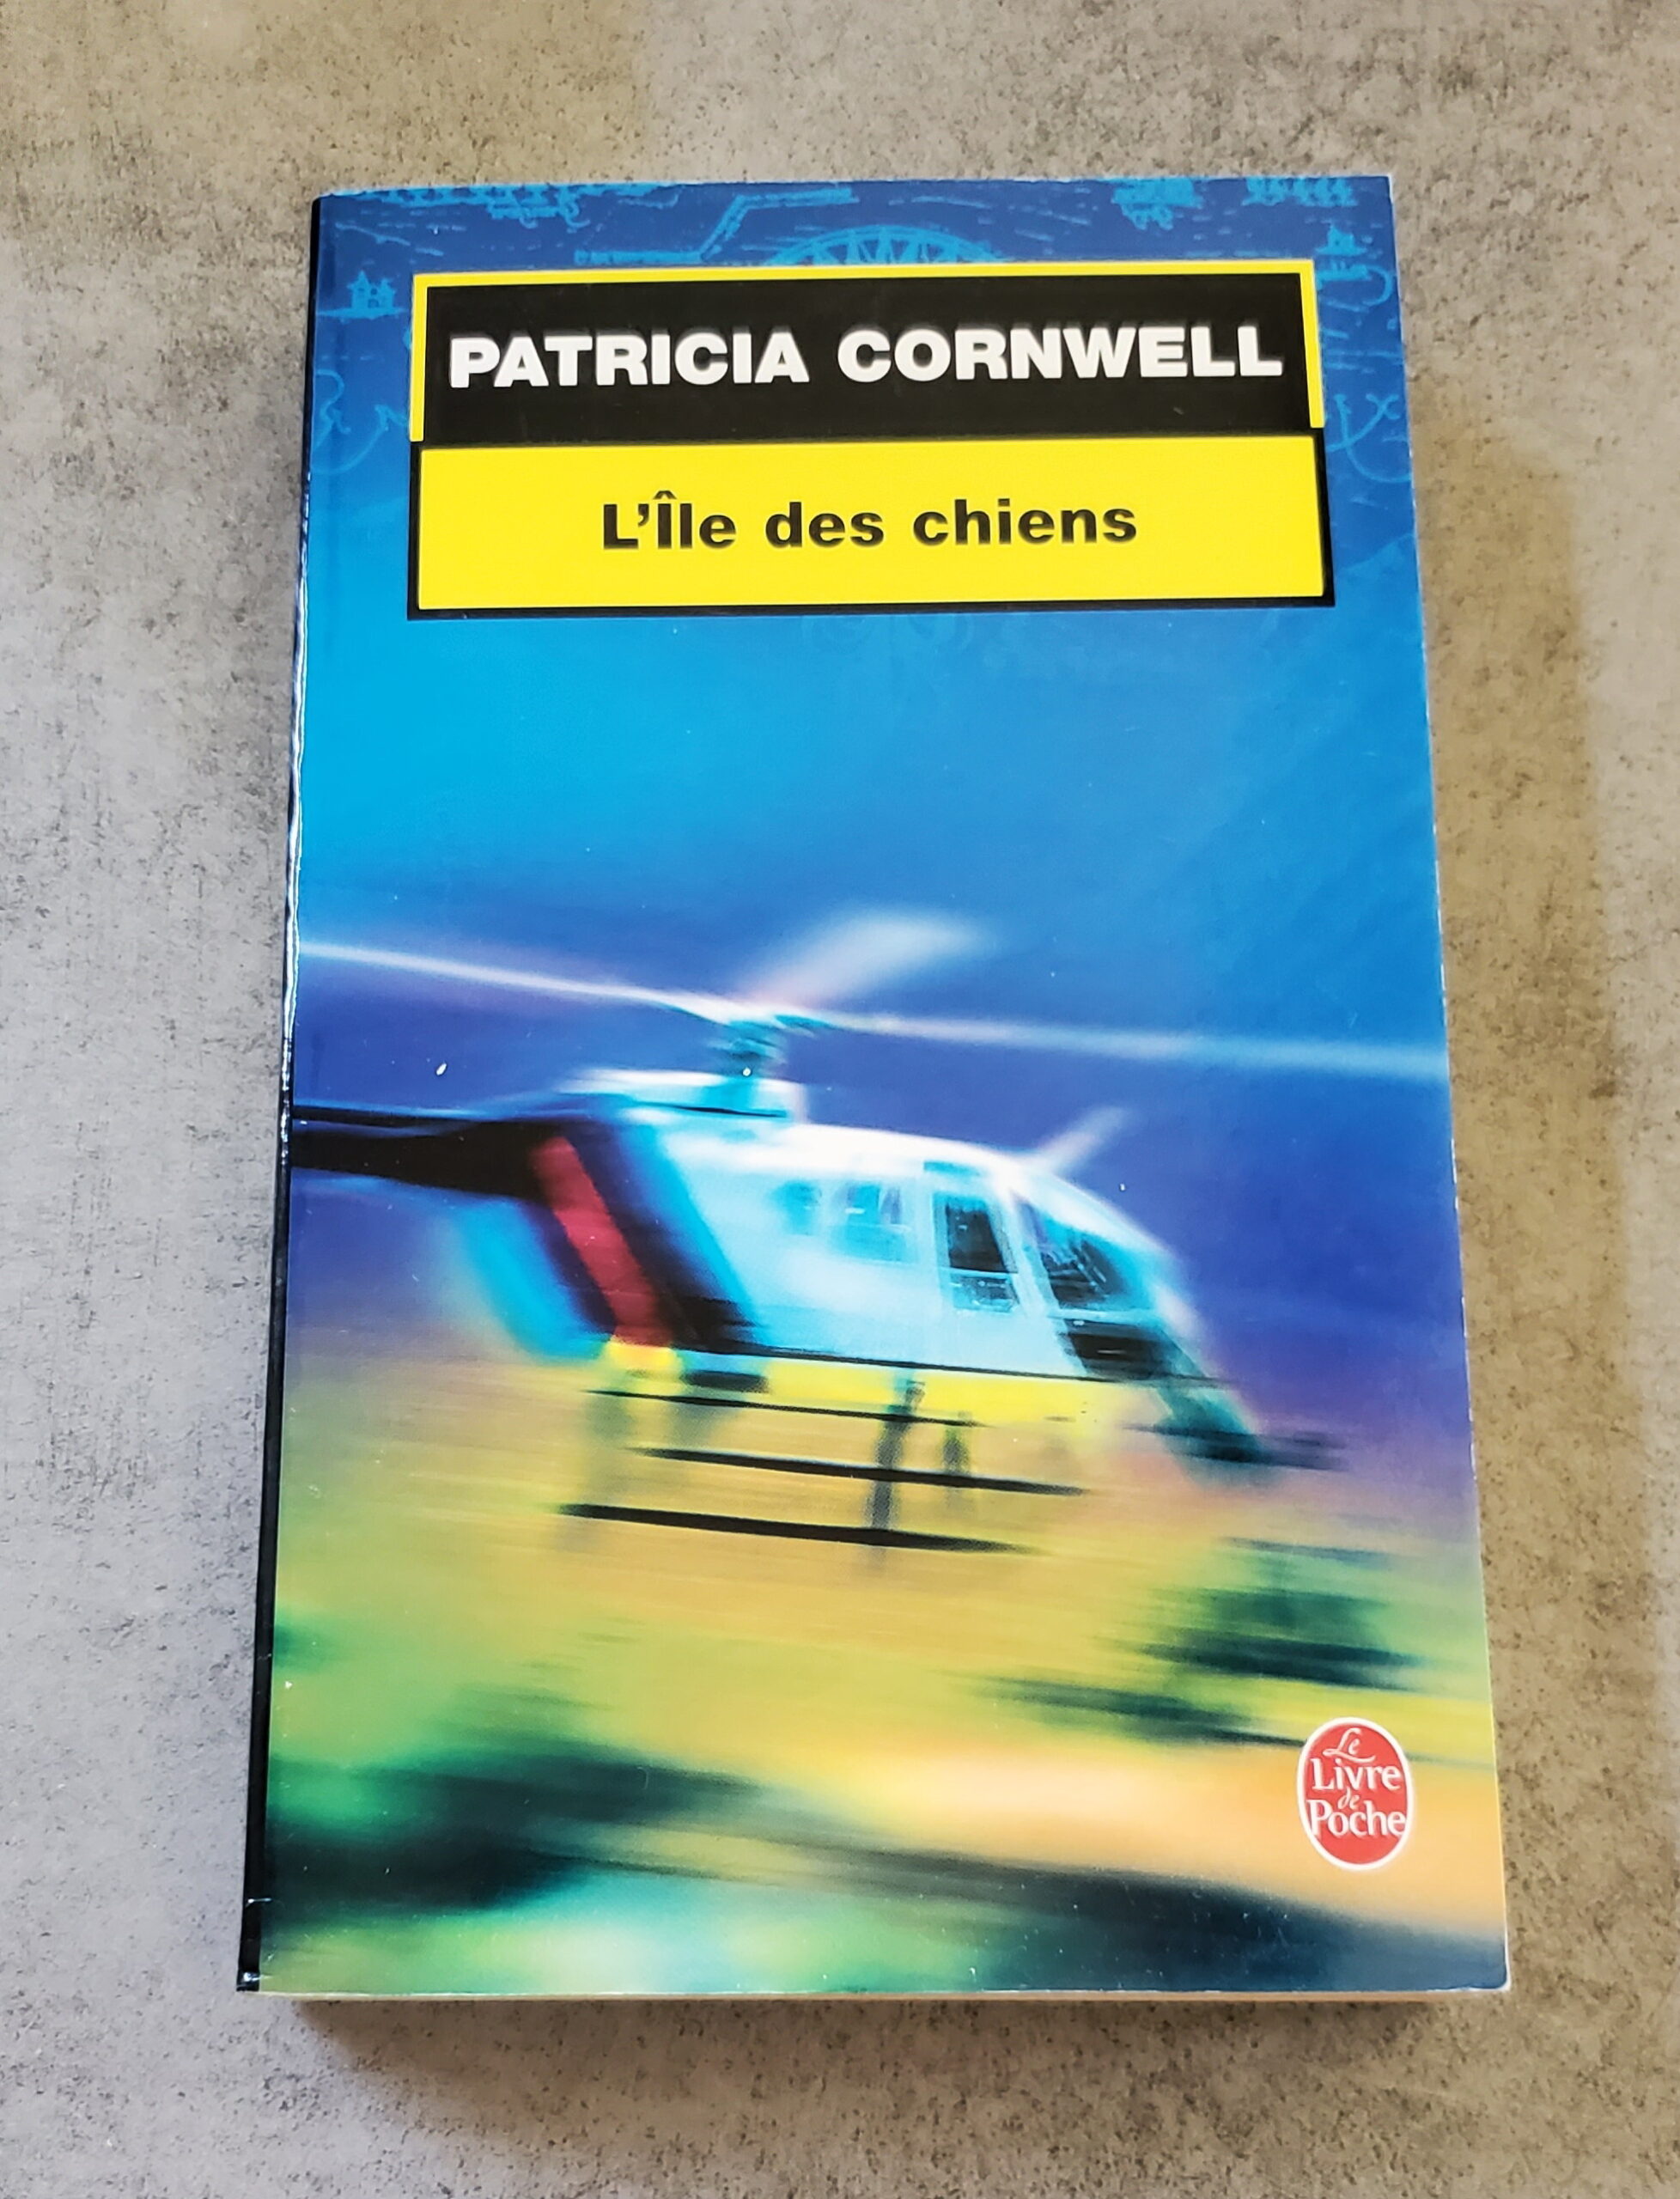 PATRICIA CORNWELL
L'Île des chiens
Le
Livre
de
Poche